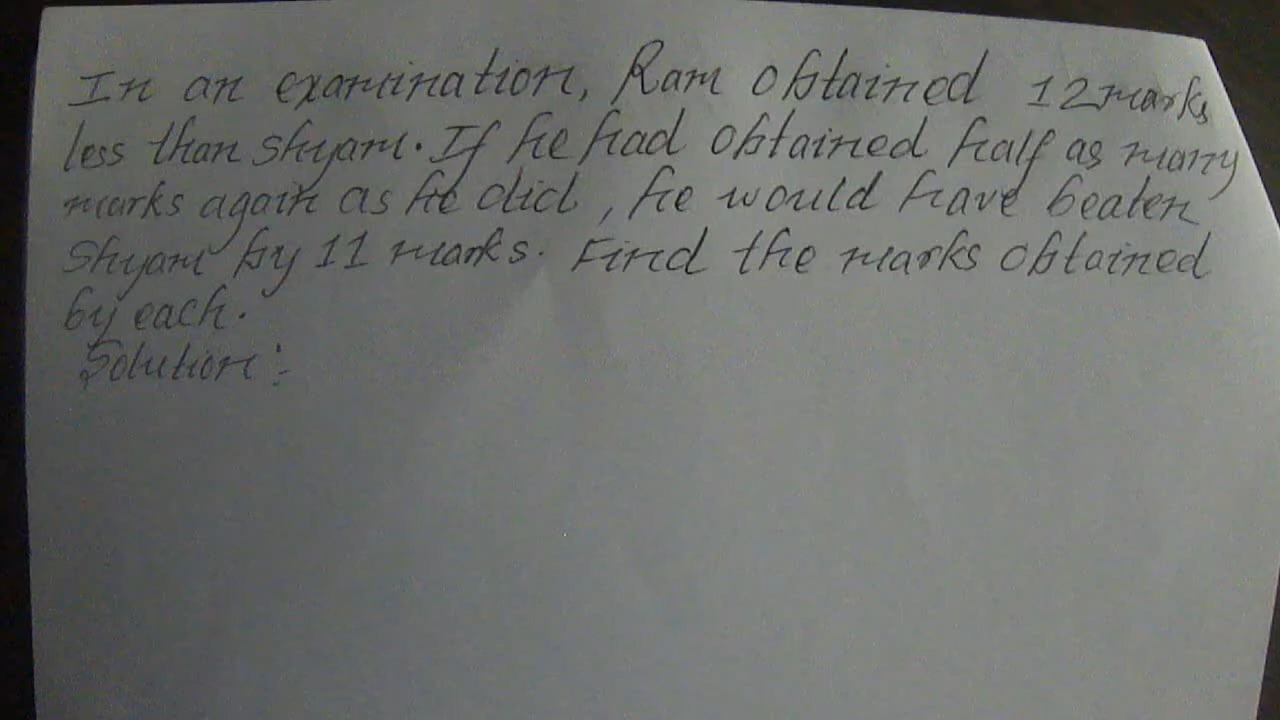 In an examination, Ram obtained 12 marks
less than Shyam. If he had obtained half as many
marks again as he did, he would have beaten
Shyam by 11 marks. Find the marks obtained
by each.
Solution :-